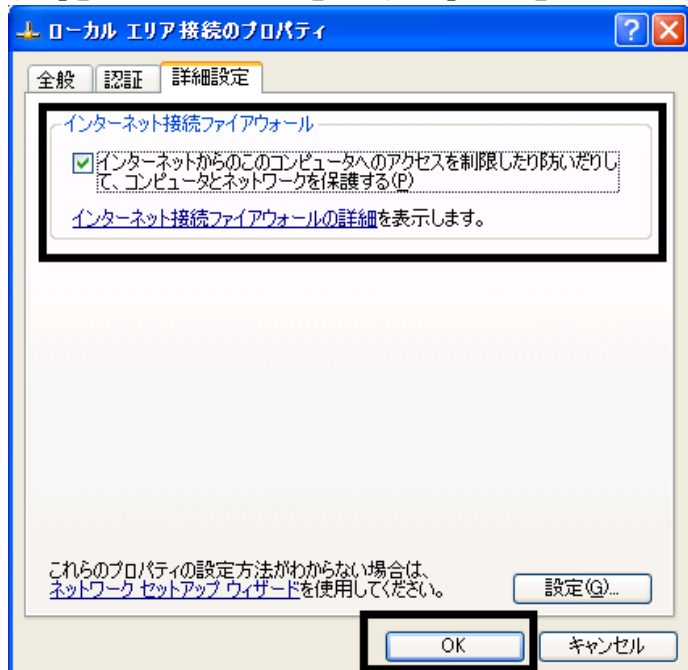 ローカル エリア接続のプロパティ
全般 認証 詳細設定
インターネット接続ファイアウォール
インターネットからのこのコンピュータへのアクセスを制限したり防いだりし
て、コンピュータとネットワークを保護する(P)
インターネット接続ファイアウォールの詳細を表示します。
これらのプロパティの設定方法がわからない場合は、
ネットワーク セットアップ ウィザードを使用してください。
設定(G)...
OK キャンセル